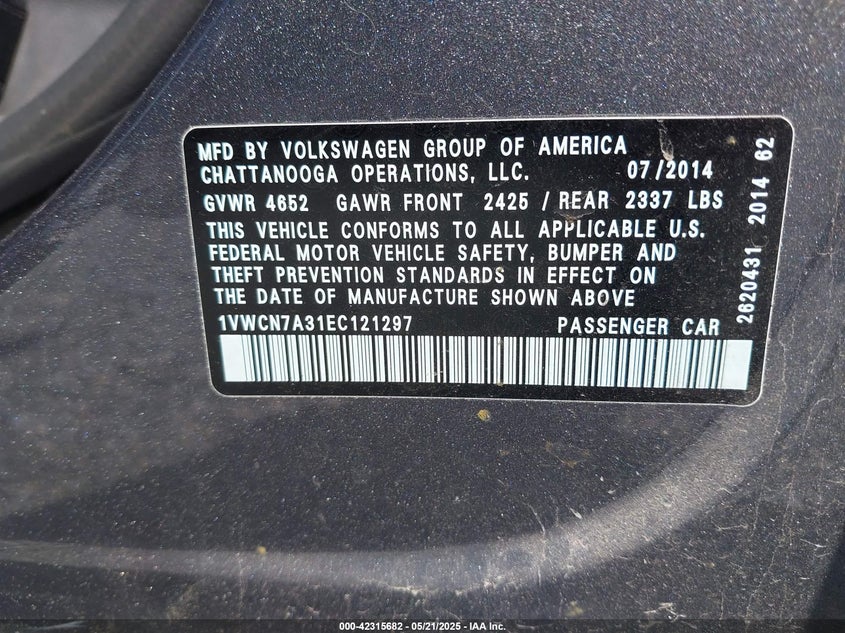 MFD BY VOLKSWAGEN GROUP OF AMERICA
CHATTANOOGA OPERATIONS, LLC. 07/2014
GVWR 4652 GAWR FRONT 2425 / REAR 2337 LBS
THIS VEHICLE CONFORMS TO ALL APPLICABLE U.S.
FEDERAL MOTOR VEHICLE SAFETY, BUMPER AND
THEFT PREVENTION STANDARDS IN EFFECT ON
THE DATE OF MANUFACTURE SHOWN ABOVE
1VWCN7A31EC121297 PASSENGER CAR
2620431 2014 62
000-42315682 - 05/21/2025 - IAA Inc.